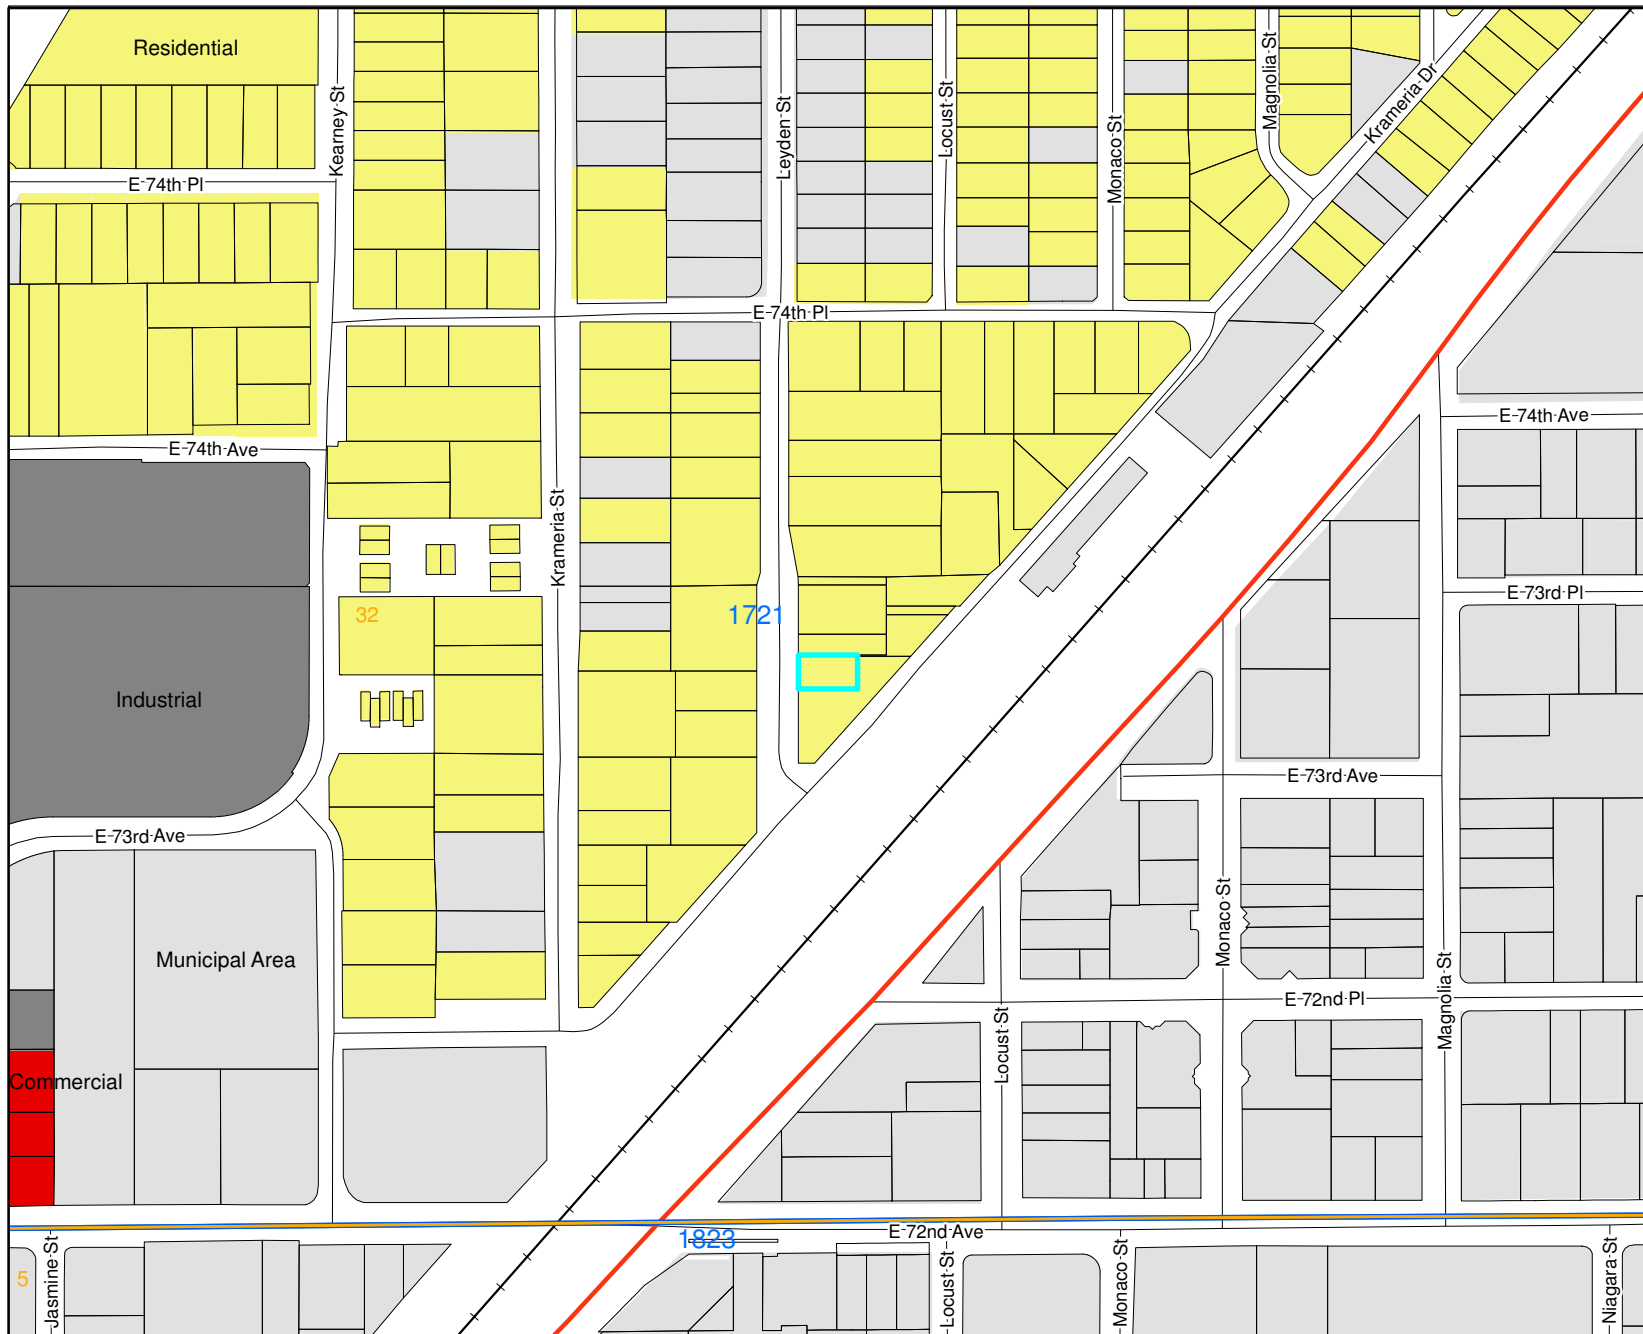 Residential
Kearney St
Leyden St
Locust St
Monaco St
Magnolia St
Krameria Dr
E 74th Pl
E 74th Pl
E 74th Ave
E 74th Ave
Krameria St
E 73rd Pl
32
1721
Industrial
E 73rd Ave
E 73rd Ave
Municipal Area
Monaco St
Magnolia St
E 72nd Pl
Locust St
Commercial
E 72nd Ave
1823
5
Jasmine St
Locust St
Monaco St
Niagara St